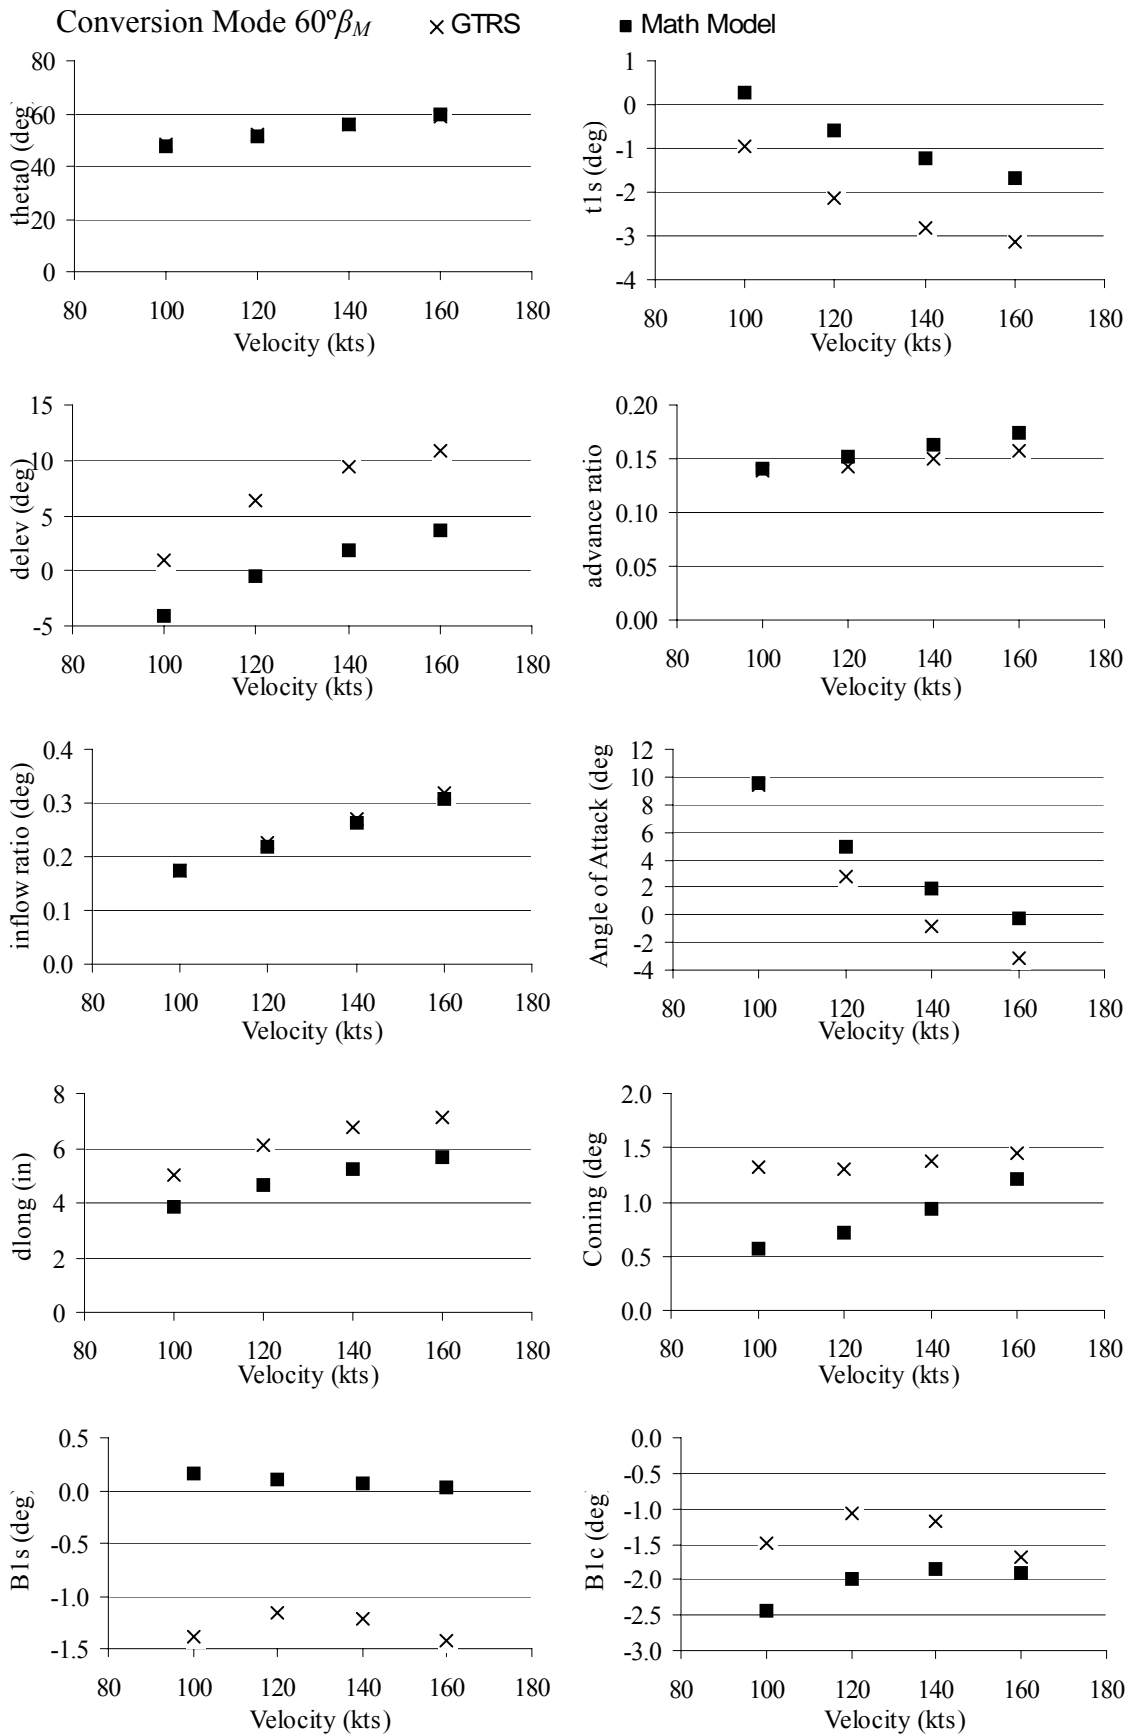 Conversion Mode 60ºβM × GTRS ■ Math Model
theta0 (deg)
80
60
40
20
0
80 100 120 140 160 180
Velocity (kts)
t1s (deg)
1
0
-1
-2
-3
-4
80 100 120 140 160 180
Velocity (kts)
delev (deg)
15
10
5
0
-5
80 100 120 140 160 180
Velocity (kts)
advance ratio
0.20
0.15
0.10
0.05
0.00
80 100 120 140 160 180
Velocity (kts)
inflow ratio (deg)
0.4
0.3
0.2
0.1
0.0
80 100 120 140 160 180
Velocity (kts)
Angle of Attack (deg
12
10
8
6
4
2
0
-2
-4
80 100 120 140 160 180
Velocity (kts)
dlong (in)
8
6
4
2
0
80 100 120 140 160 180
Velocity (kts)
Coning (deg
2.0
1.5
1.0
0.5
0.0
80 100 120 140 160 180
Velocity (kts)
B1s (deg)
0.5
0.0
-0.5
-1.0
-1.5
80 100 120 140 160 180
Velocity (kts)
B1c (deg)
0.0
-0.5
-1.0
-1.5
-2.0
-2.5
-3.0
80 100 120 140 160 180
Velocity (kts)